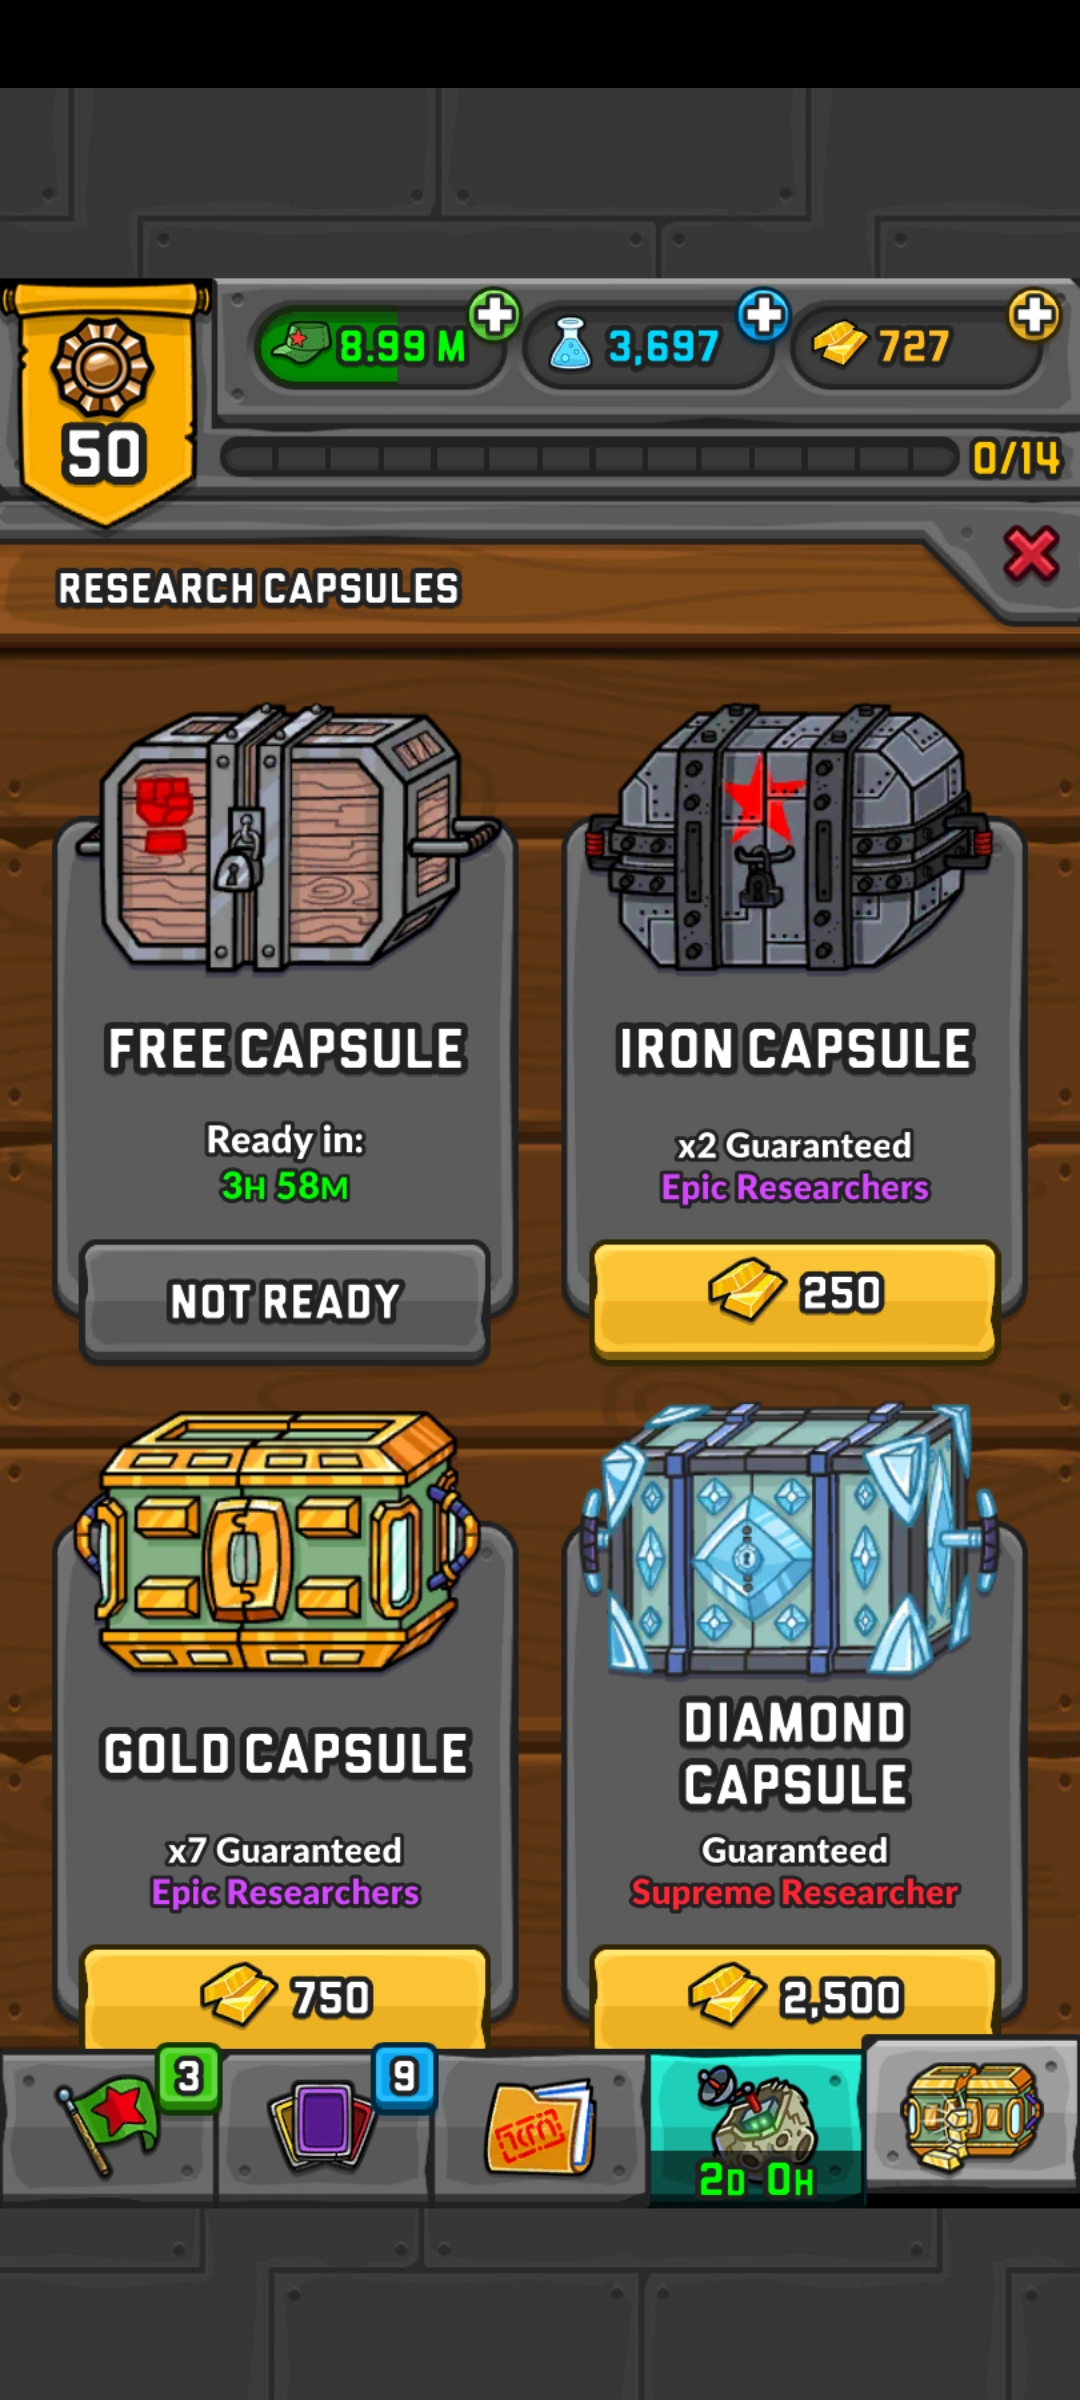 8.99 M
3,697
727
50
0/14
RESEARCH CAPSULES
FREE CAPSULE
Ready in:
3H 58M
NOT READY
IRON CAPSULE
x2 Guaranteed
Epic Researchers
250
GOLD CAPSULE
x7 Guaranteed
Epic Researchers
750
DIAMOND
CAPSULE
Guaranteed
Supreme Researcher
2,500
3
9
2D 0H